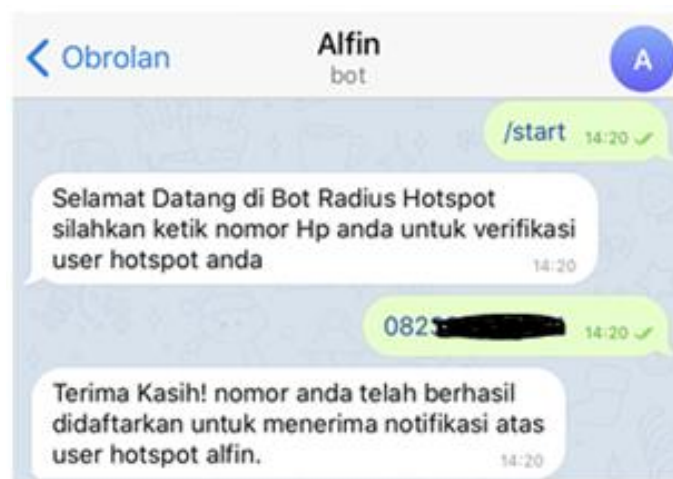 Obrolan
Alfin
bot
A
/start 14:20
Selamat Datang di Bot Radius Hotspot
silahkan ketik nomor Hp anda untuk verifikasi
user hotspot anda
14:20
082 14:20
Terima Kasih! nomor anda telah berhasil
didaftarkan untuk menerima notifikasi atas
user hotspot alfin.
14:20